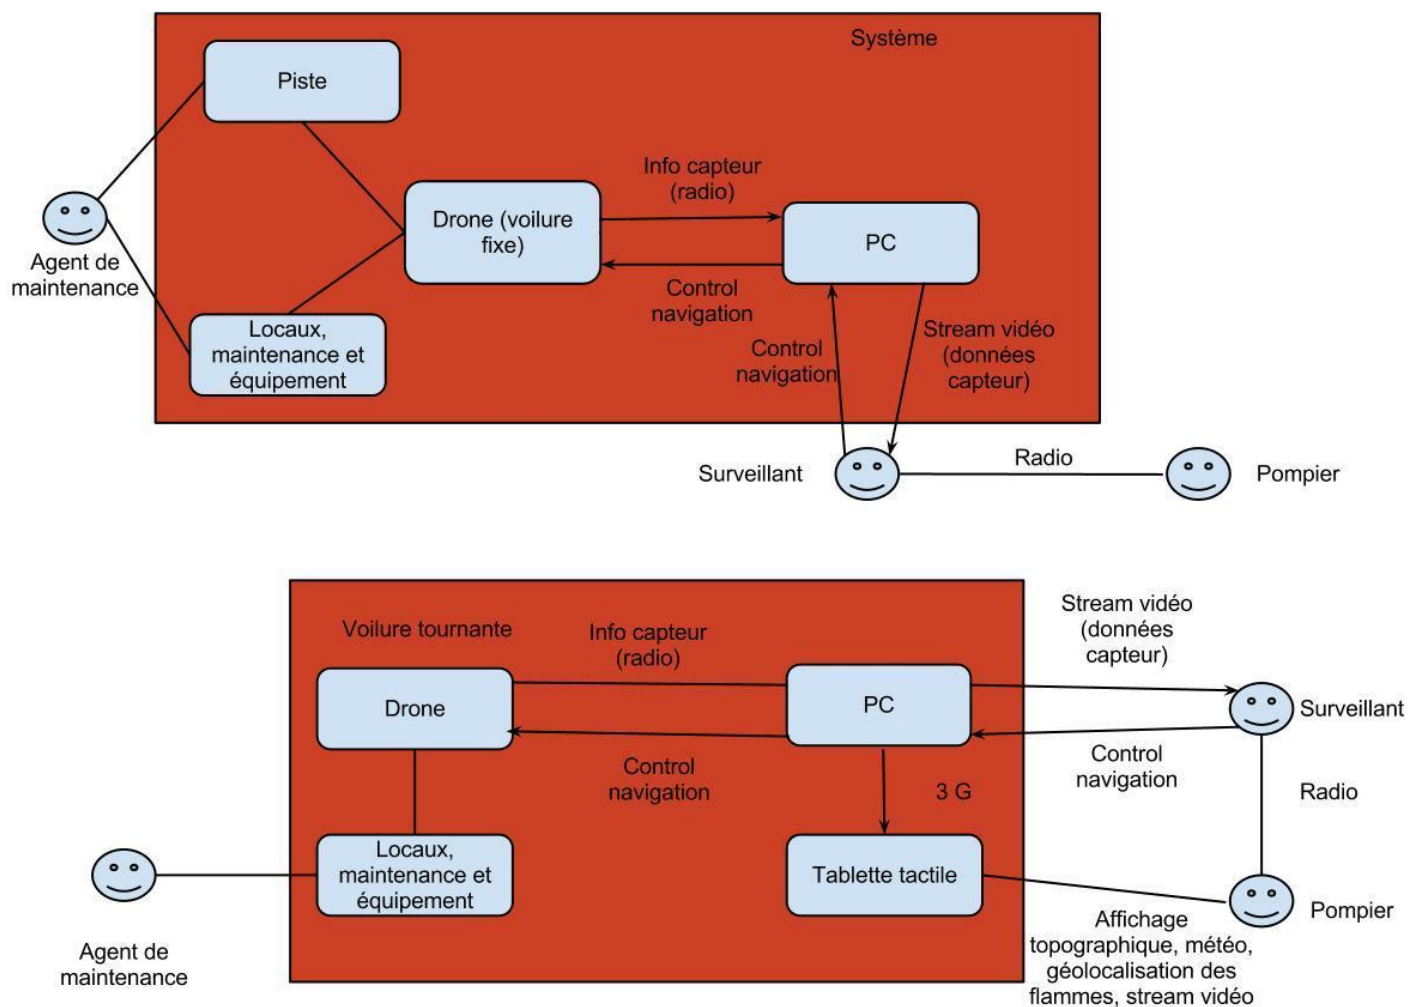 Système
Piste
Info capteur
(radio)
Drone (voilure
fixe)
PC
Agent de
maintenance
Control
navigation
Locaux,
maintenance et
équipement
Control
navigation
Stream vidéo
(données
capteur)
Surveillant
Radio
Pompier
Voilure tournante
Info capteur
(radio)
Stream vidéo
(données
capteur)
Drone
PC
Surveillant
Control
navigation
Control
navigation
3 G
Radio
Locaux,
maintenance et
équipement
Tablette tactile
Pompier
Agent de
maintenance
Affichage
topographique, météo,
géolocalisation des
flammes, stream vidéo